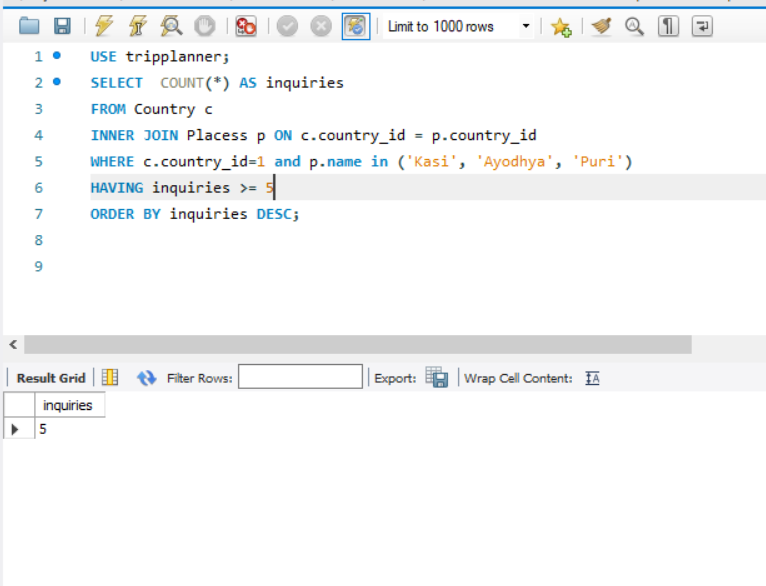 Limit to 1000 rows
1 USE tripplanner;
2 SELECT  COUNT(*) AS inquiries
3 FROM Country c
4 INNER JOIN Placess p ON c.country_id = p.country_id
5 WHERE c.country_id=1 and p.name in ('Kasi', 'Ayodhya', 'Puri')
6 HAVING inquiries >= 5
7 ORDER BY inquiries DESC;
8
9
Result Grid Filter Rows: Export: Wrap Cell Content: IA
inquiries
5